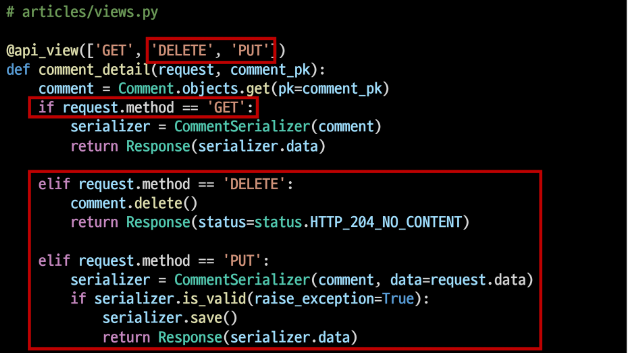 # articles/views.py

@api_view(['GET', 'DELETE', 'PUT'])
def comment_detail(request, comment_pk):
    comment = Comment.objects.get(pk=comment_pk)
    if request.method == 'GET':
        serializer = CommentSerializer(comment)
        return Response(serializer.data)

    elif request.method == 'DELETE':
        comment.delete()
        return Response(status=status.HTTP_204_NO_CONTENT)

    elif request.method == 'PUT':
        serializer = CommentSerializer(comment, data=request.data)
        if serializer.is_valid(raise_exception=True):
            serializer.save()
            return Response(serializer.data)